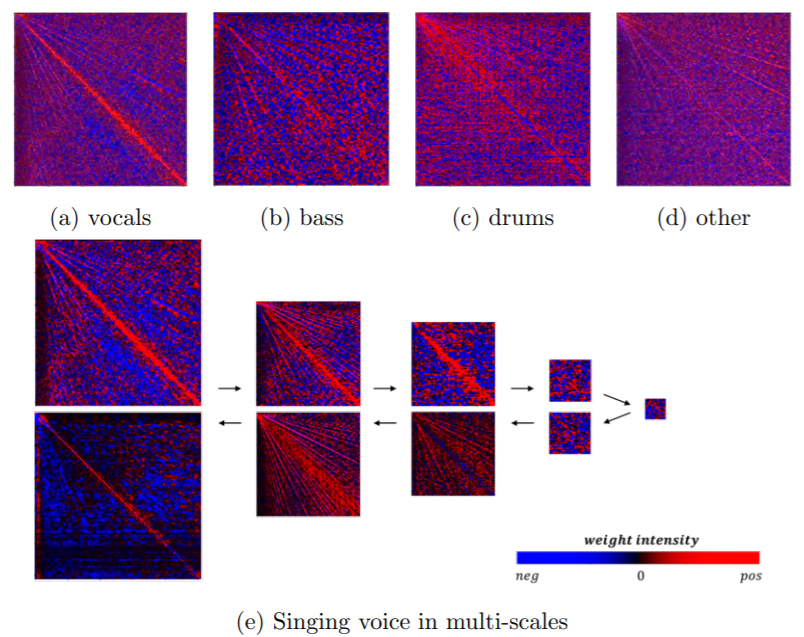 (a) vocals
(b) bass
(c) drums
(d) other
weight intensity
neg
0
pos
(e) Singing voice in multi-scales